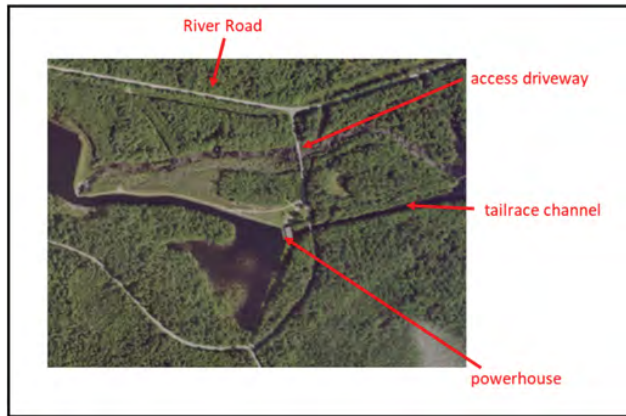 River Road
access driveway
tailrace channel
powerhouse